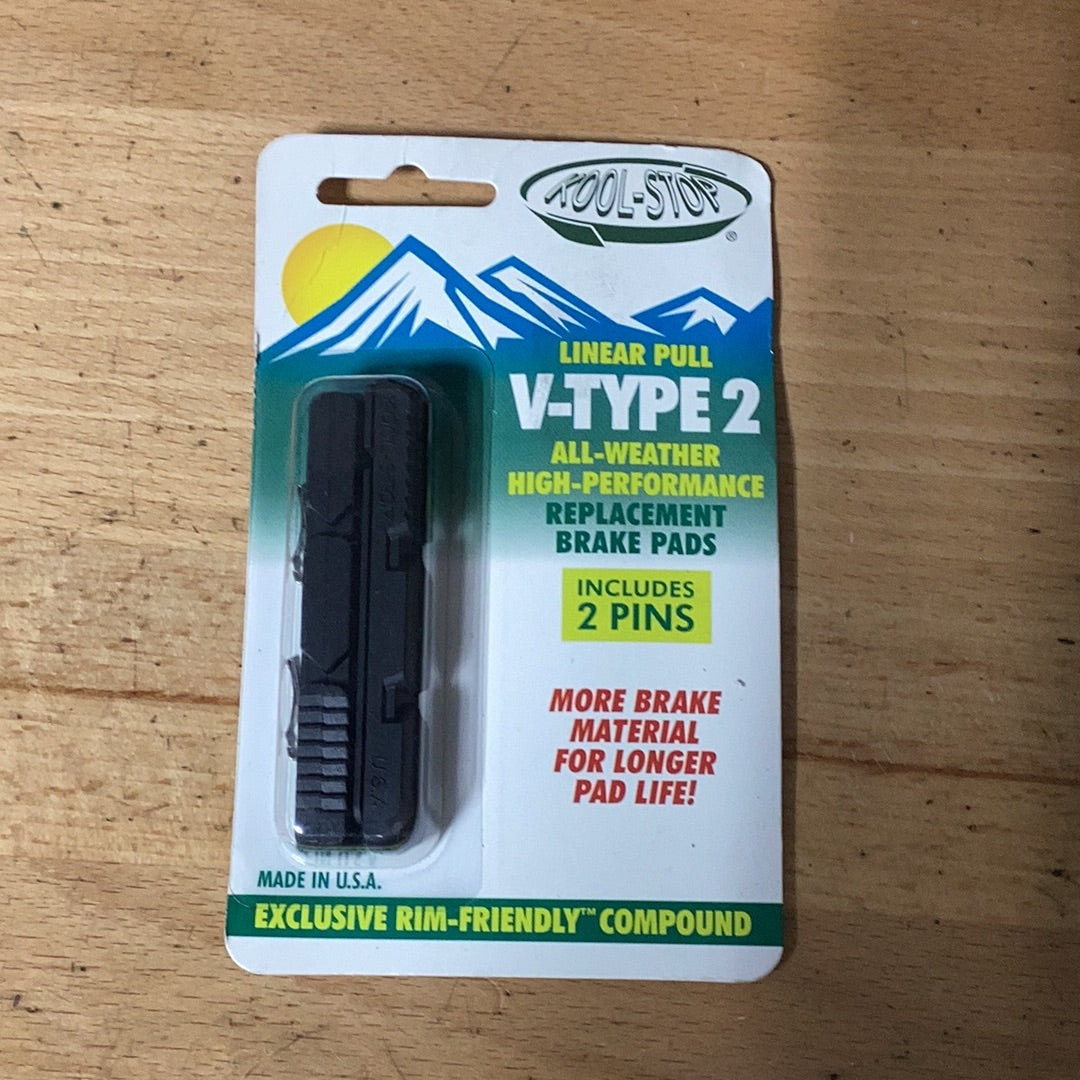 KOOL-STOP
®
LINEAR PULL
V-TYPE 2
ALL-WEATHER
HIGH-PERFORMANCE
REPLACEMENT
BRAKE PADS
INCLUDES
2 PINS
MORE BRAKE
MATERIAL
FOR LONGER
PAD LIFE!
U.S.A.
MADE IN U.S.A.
EXCLUSIVE RIM-FRIENDLY™ COMPOUND